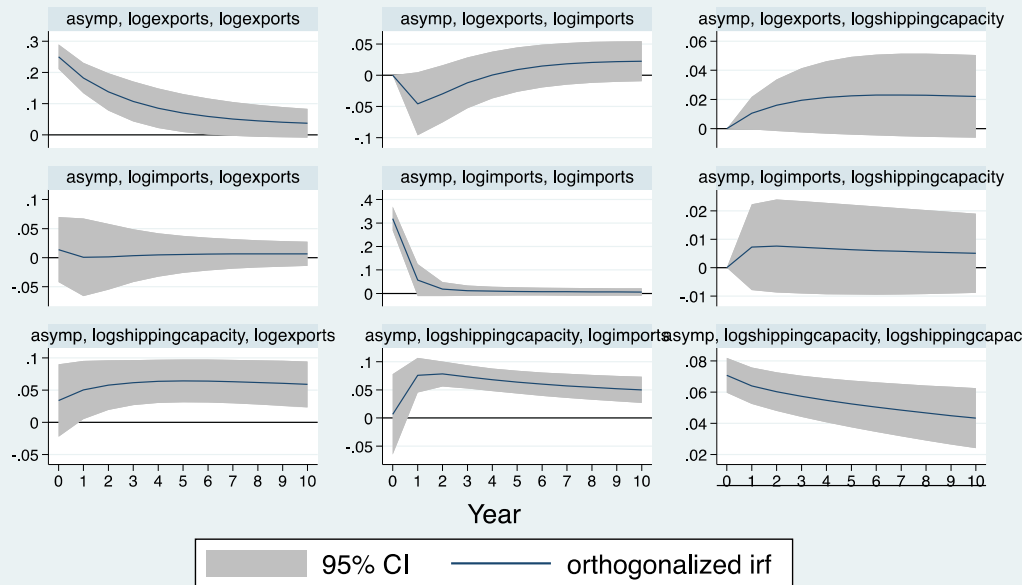 asymp, logexports, logexports
asymp, logexports, logimports
asymp, logexports, logshippingcapacity
.3
.2
.1
0
.05
0
-.05
-.1
.06
.04
.02
0
asymp, logimports, logexports
asymp, logimports, logimports
asymp, logimports, logshippingcapacity
.1
.05
0
-.05
.4
.3
.2
.1
0
.02
.01
0
-.01
asymp, logshippingcapacity, logexports
asymp, logshippingcapacity, logimports
asymp, logshippingcapacity, logshippingcapac
.1
.05
0
-.05
.1
.05
0
-.05
.08
.06
.04
.02
0 1 2 3 4 5 6 7 8 9 10
0 1 2 3 4 5 6 7 8 9 10
0 1 2 3 4 5 6 7 8 9 10
Year
95% CI
orthogonalized irf